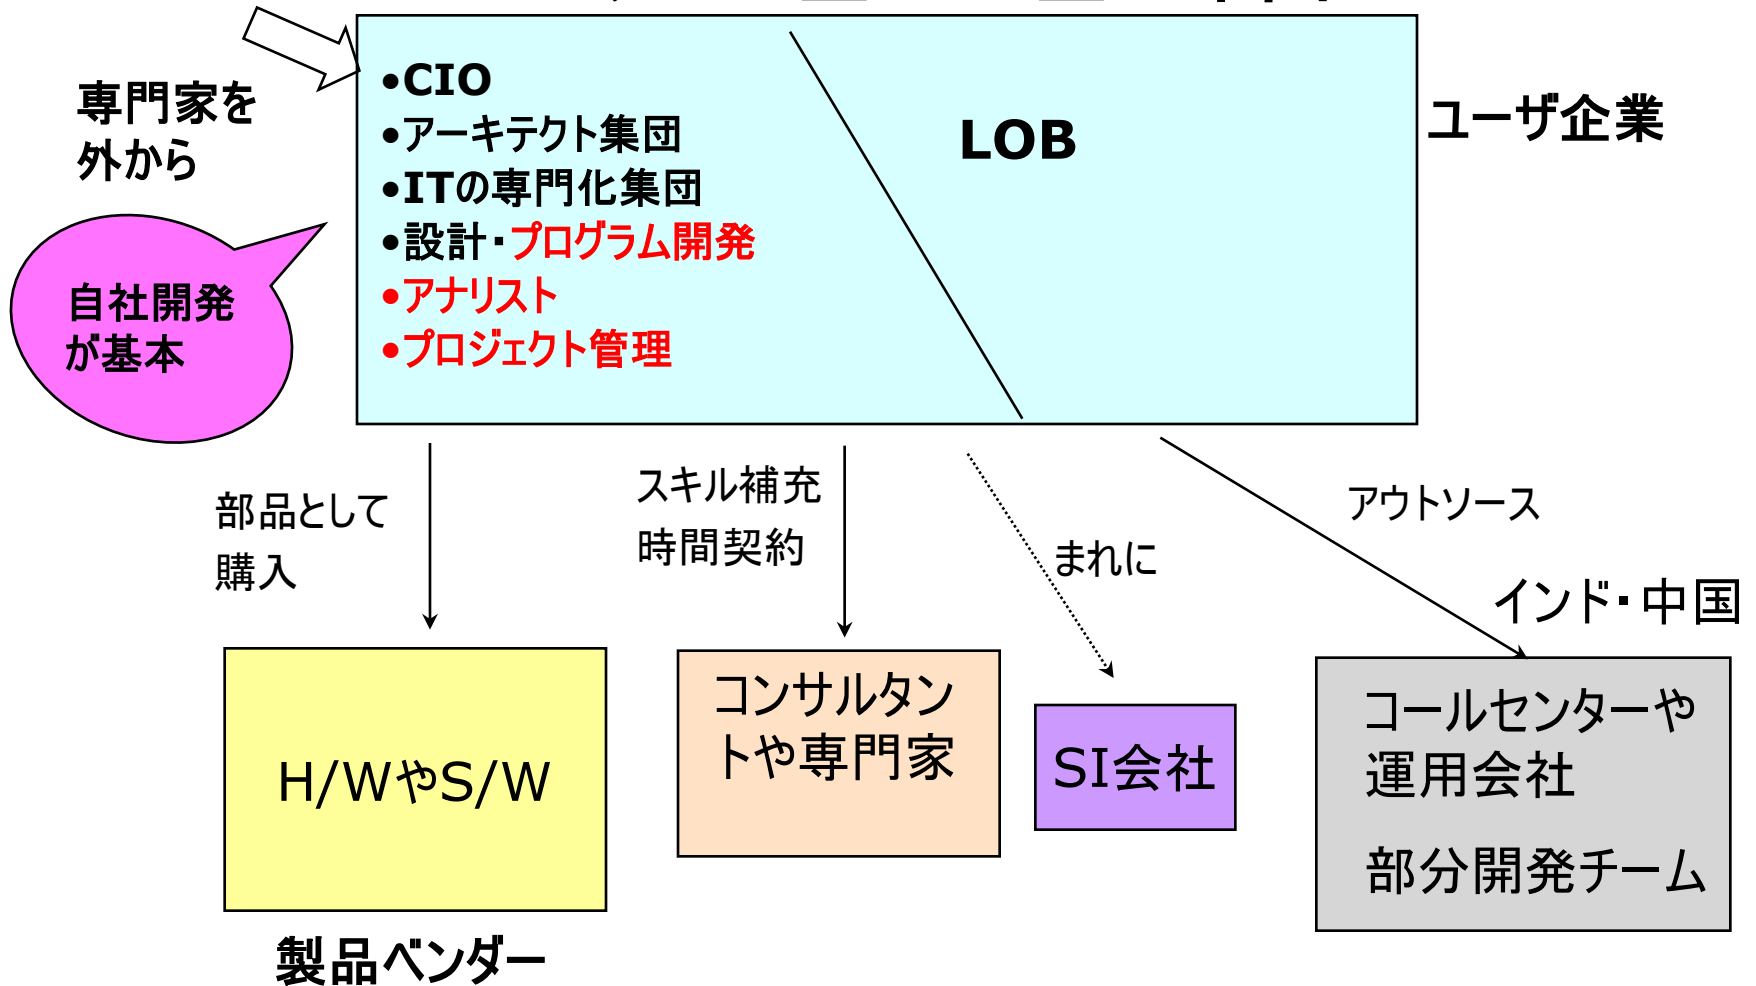 専門家を
外から
•CIO
•アーキテクト集団
•ITの専門化集団
•設計・プログラム開発
•アナリスト
•プロジェクト管理
LOB
ユーザ企業
自社開発
が基本
部品として
購入
スキル補充
時間契約
まれに
アウトソース
インド・中国
H/WやS/W
コンサルタン
トや専門家
SI会社
コールセンターや
運用会社
部分開発チーム
製品ベンダー